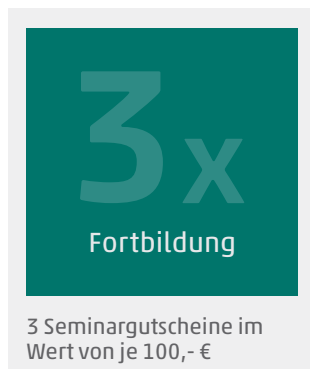 3x
Fortbildung
3 Seminargutscheine im
Wert von je 100,- €